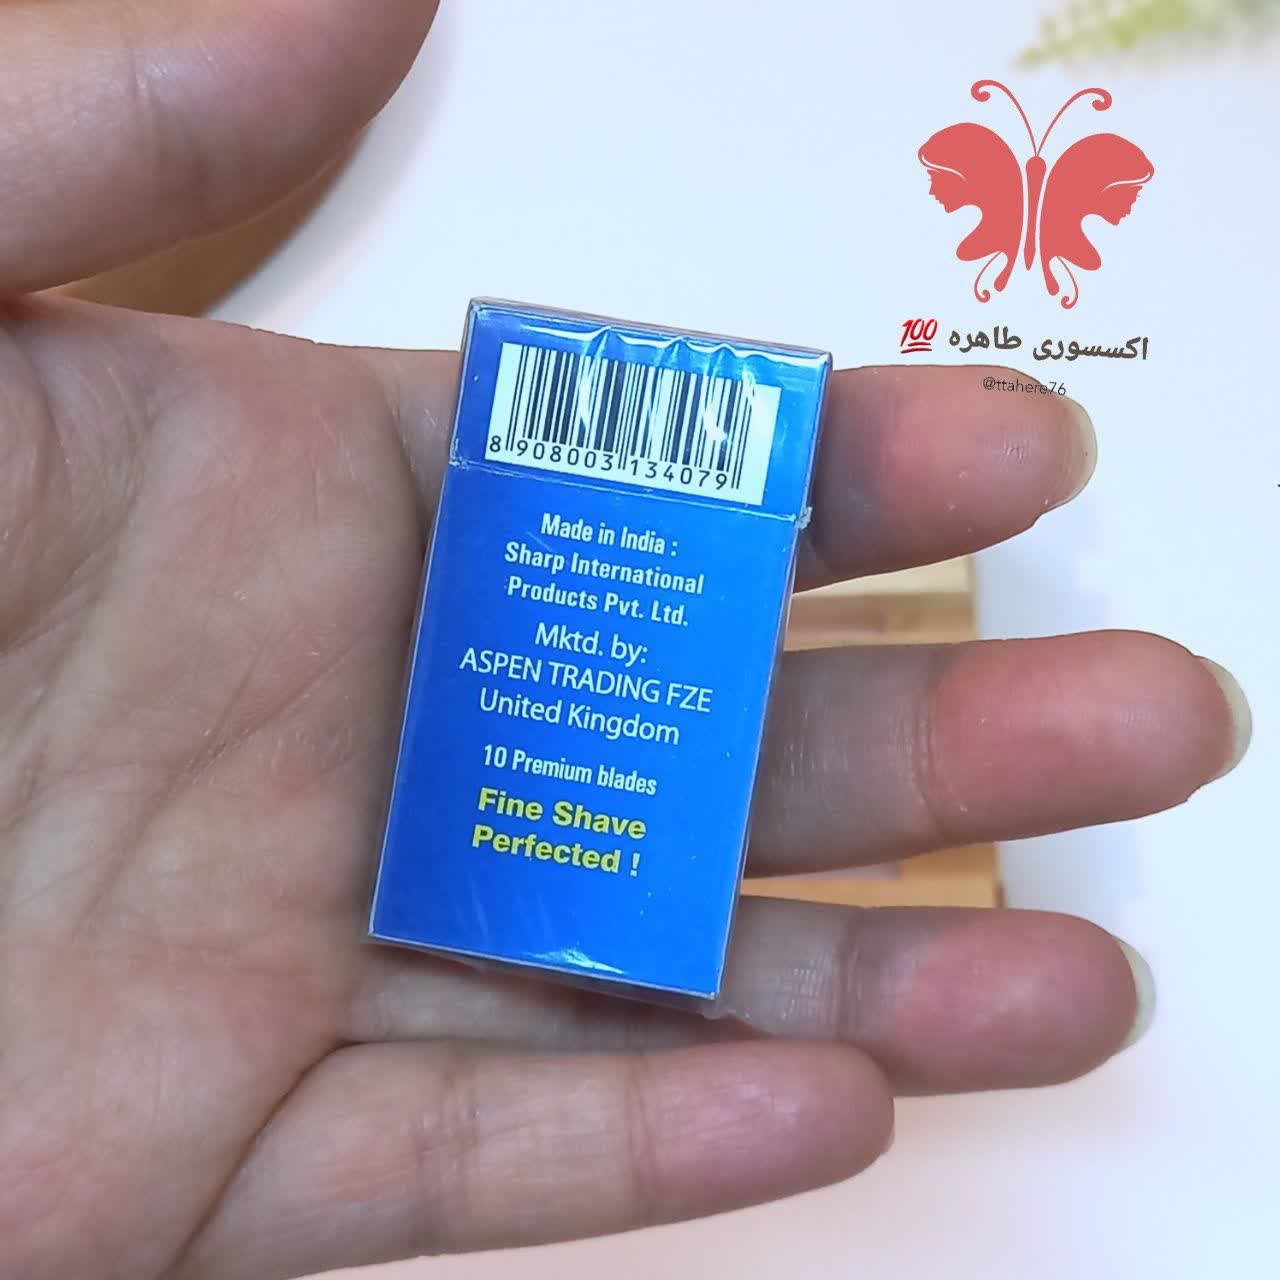 اکسسوری طاهره 💯
@ttahere76
8 908003 134079
Made in India :
Sharp International
Products Pvt. Ltd.
Mktd. by:
ASPEN TRADING FZE
United Kingdom
10 Premium blades
Fine Shave
Perfected !